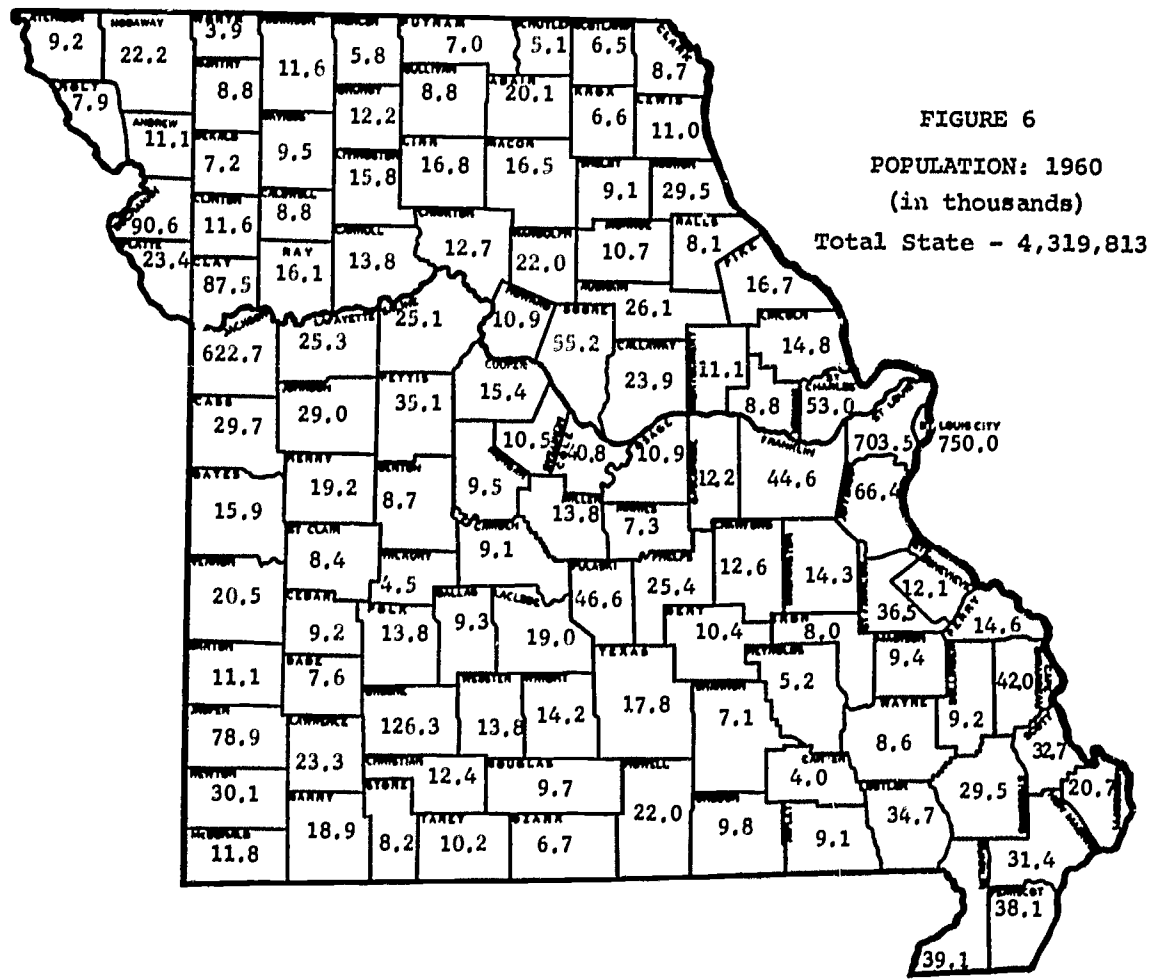 FIGURE 6
POPULATION: 1960
(in thousands)
Total State - 4,319,813
NODAWAY
WORTH
PUTNAM
SCOTLAND
CLARK
9.2
22.2
3.9
11.6
5.8
7.0
5.1
6.5
8.7
SULLIVAN
ADAIR
KNOX
LEWIS
7.9
8.8
8.8
20.1
6.6
11.0
ANDREW
11.1
12.2
DEKALB
LINN
MACON
7.2
9.5
15.8
16.8
16.5
9.1
29.5
CLINTON
CALDWELL
90.6
11.6
8.8
CHARITON
12.7
RANDOLPH
MONROE
10.7
RALLS
8.1
PLATTE
23.4
CLAY
87.5
RAY
16.1
CARROLL
13.8
22.0
PIKE
16.7
AUDRAIN
26.1
JACKSON
622.7
LAFAYETTE
25.3
25.1
HOWARD
10.9
BOONE
55.2
LINCOLN
14.8
CALLAWAY
23.9
11.1
8.8
ST CHARLES
53.0
ST LOUIS
703.5
LOUIS CITY
750.0
COOPER
15.4
JOHNSON
29.0
PETTIS
35.1
CASS
29.7
10.5
40.8
OSAGE
10.9
12.2
FRANKLIN
44.6
66.4
BATES
15.9
HENRY
19.2
BENTON
8.7
9.5
MILLER
13.8
7.3
ST CLAIR
8.4
CAMDEN
9.1
CRAWFORD
12.6
14.3
VERNON
20.5
HICKORY
4.5
PULASKI
46.6
PHELPS
25.4
36.5
12.1
PERRY
14.6
CEDAR
9.2
POLK
13.8
DALLAS
9.3
LACLEDE
19.0
DENT
10.4
IRON
8.0
MADISON
9.4
BARTON
11.1
DADE
7.6
TEXAS
17.8
REYNOLDS
5.2
42.0
GREENE
126.3
WEBSTER
13.8
WRIGHT
14.2
SHANNON
7.1
WAYNE
8.6
9.2
JASPER
78.9
LAWRENCE
23.3
SCOTT
32.7
CHRISTIAN
12.4
DOUGLAS
9.7
HOWELL
22.0
CARTER
4.0
BUTLER
34.7
29.5
20.7
NEWTON
30.1
BARRY
18.9
STONE
8.2
TANEY
10.2
OZARK
6.7
9.8
9.1
McDONALD
11.8
31.4
PEMISCOT
38.1
39.1